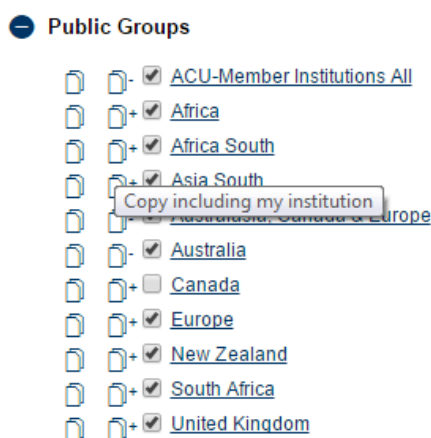 Public Groups
- ACU-Member Institutions All
+ Africa
+ Africa South
+ Asia South
Copy including my institution
- Australasia, Canada & Europe
- Australia
+ Canada
+ Europe
+ New Zealand
+ South Africa
+ United Kingdom